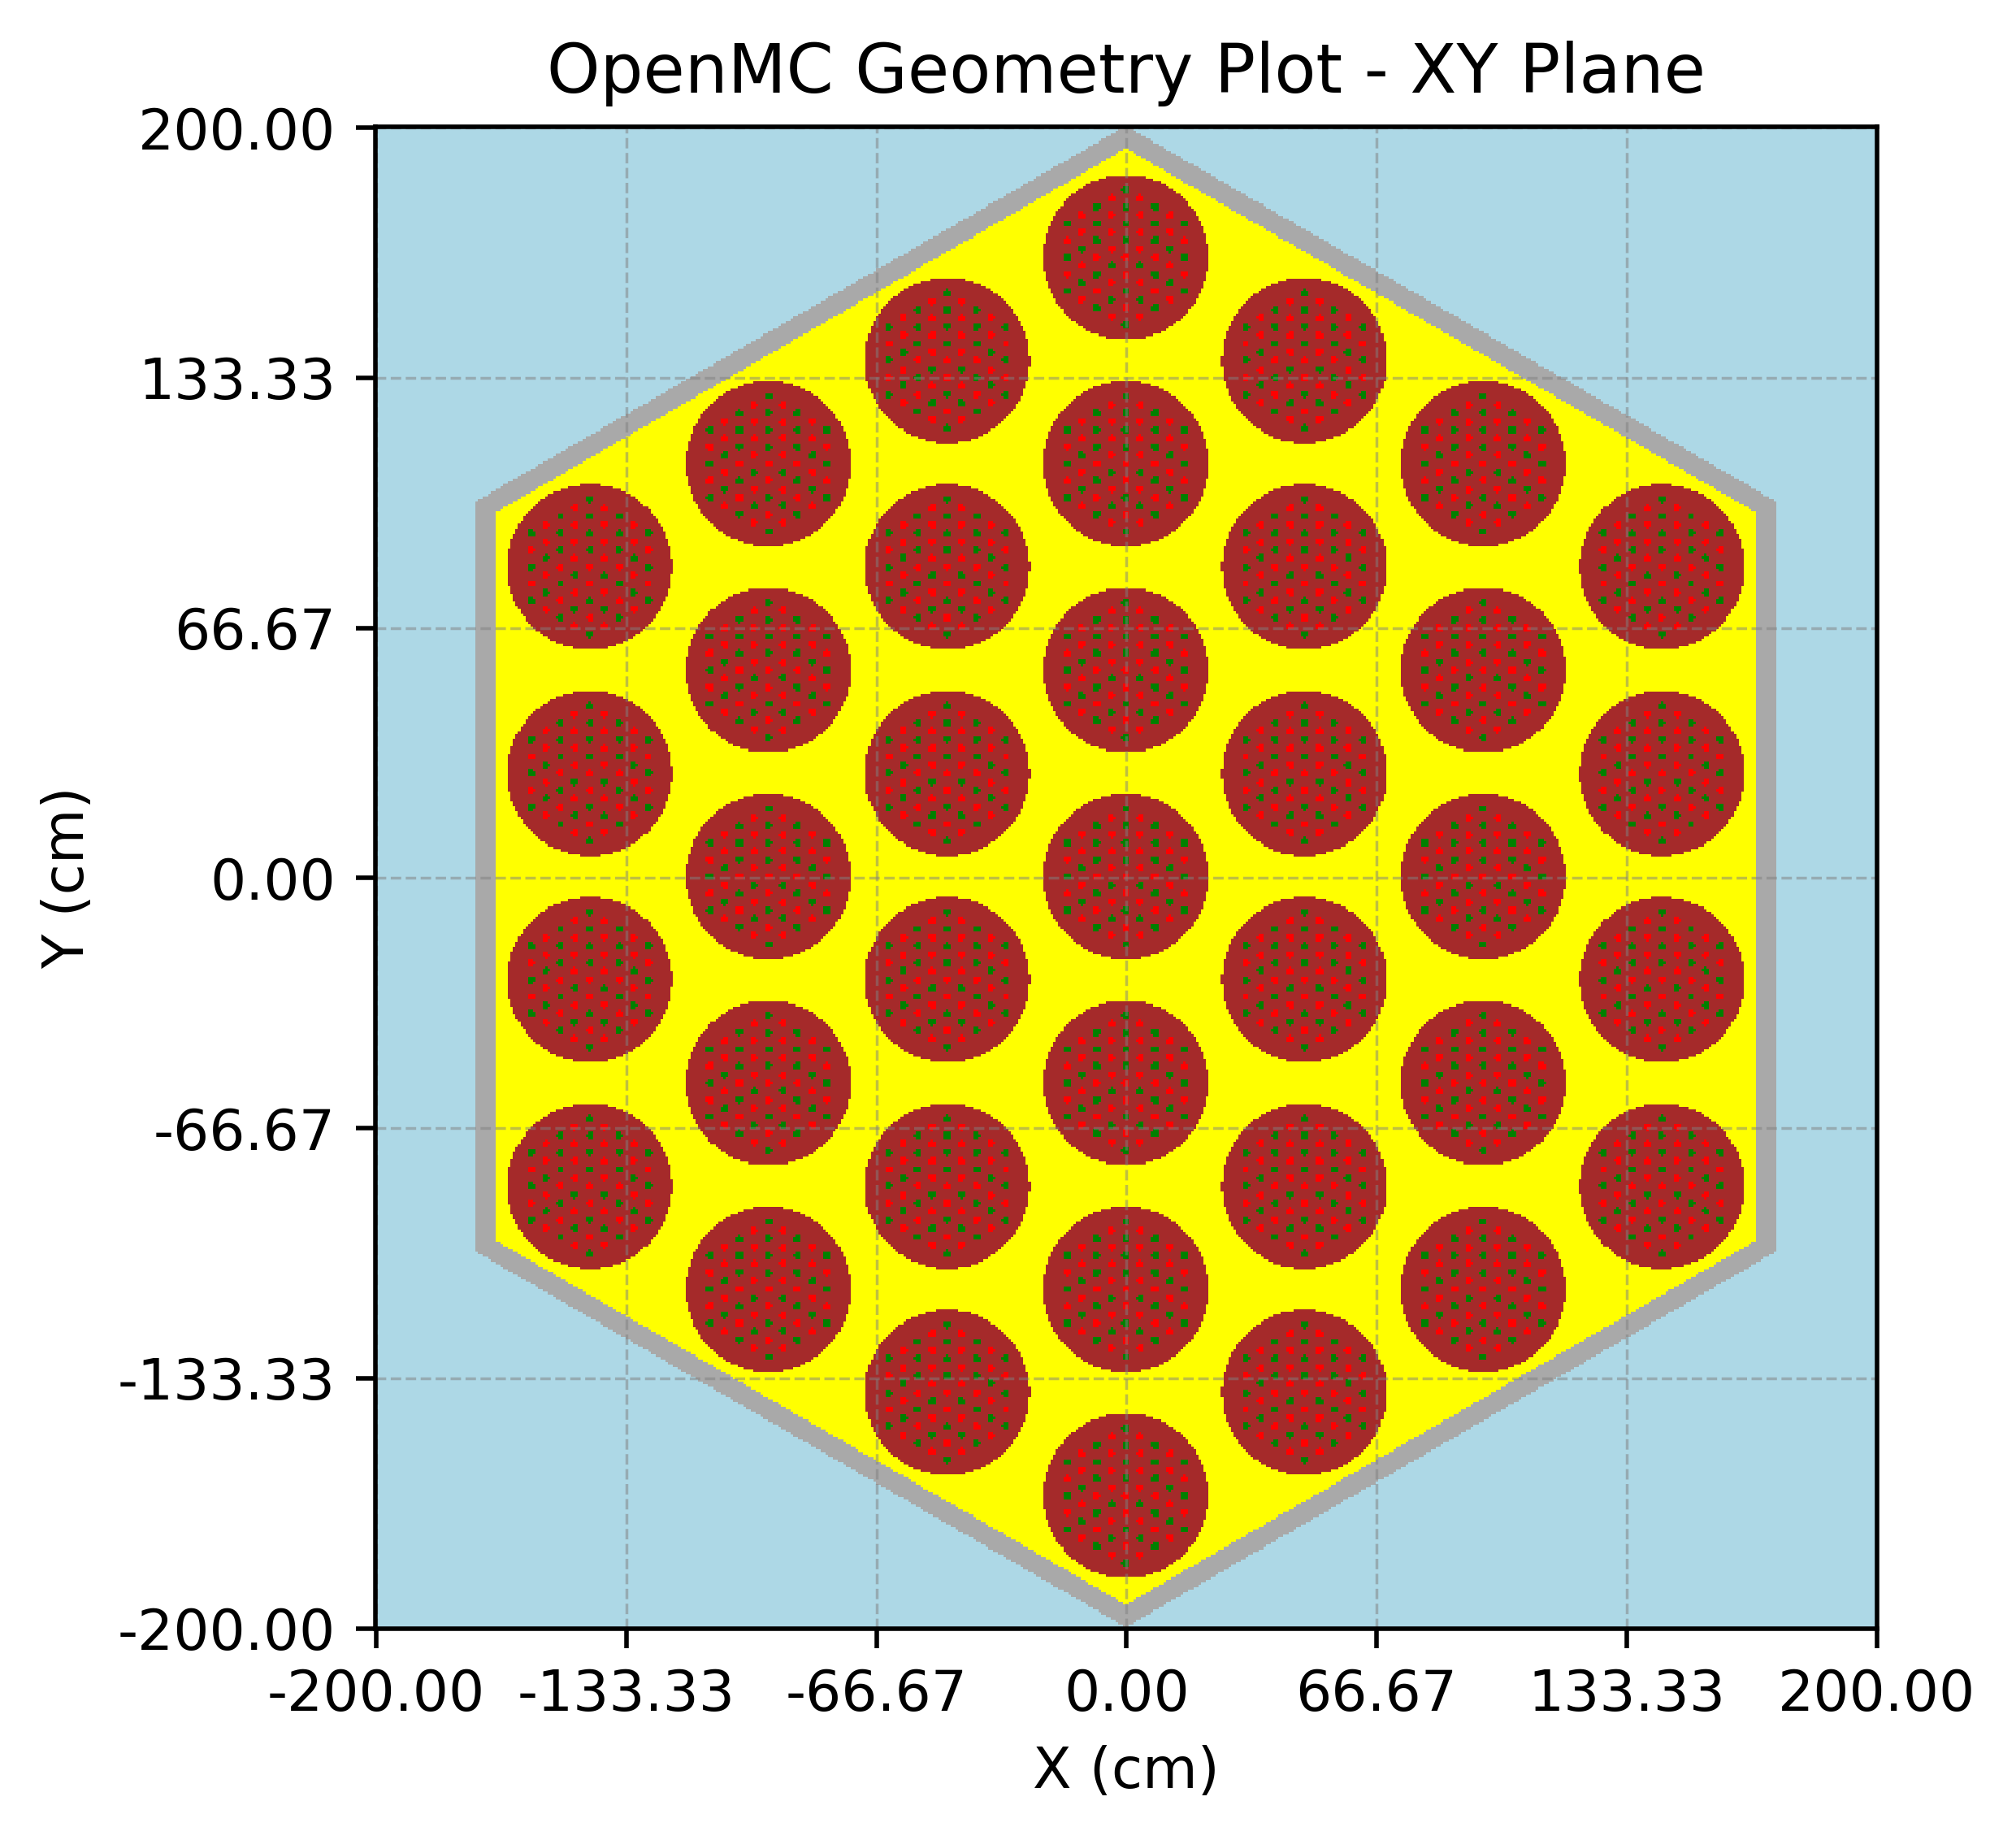 OpenMC Geometry Plot - XY Plane
200.00
133.33
66.67
0.00
-66.67
-133.33
-200.00
Y (cm)
-200.00 -133.33 -66.67 0.00 66.67 133.33 200.00
X (cm)